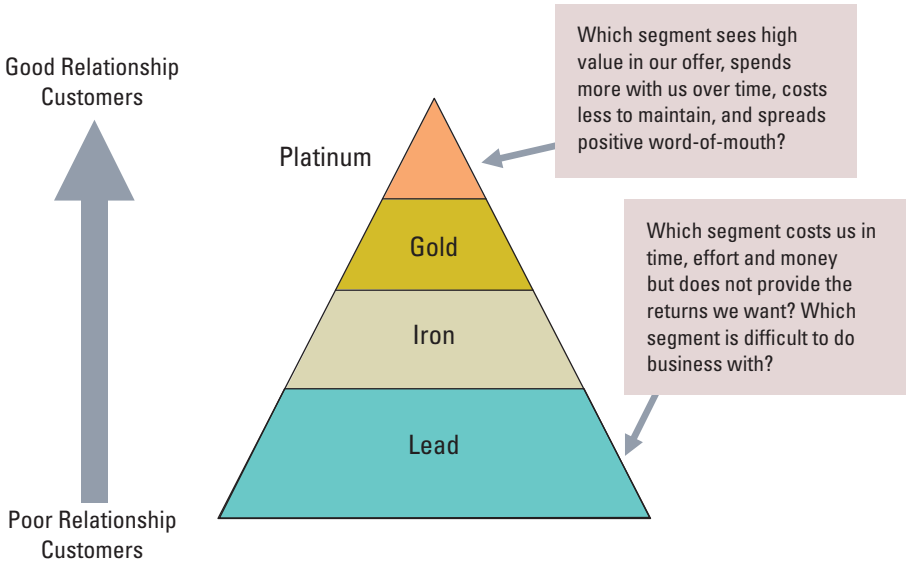 Good Relationship
Customers
Platinum
Gold
Iron
Lead
Poor Relationship
Customers
Which segment sees high
value in our offer, spends
more with us over time, costs
less to maintain, and spreads
positive word-of-mouth?
Which segment costs us in
time, effort and money
but does not provide the
returns we want? Which
segment is difficult to do
business with?